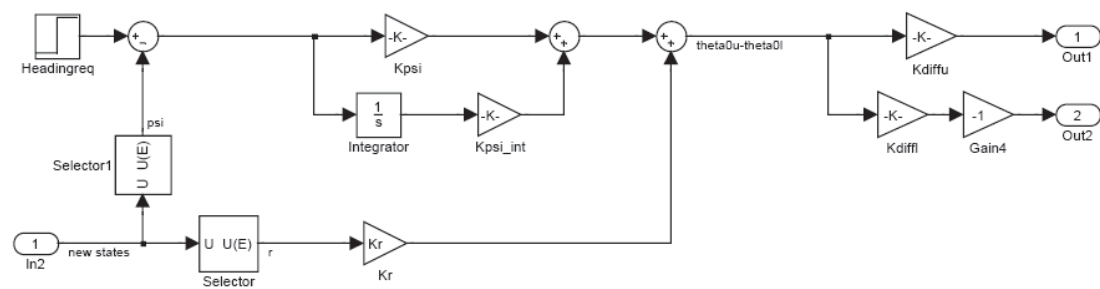 Headingreq
+
−
-K-
Kpsi
1
s
Integrator
-K-
Kpsi_int
+
+
+
+
theta0u-theta0l
-K-
Kdiffu
1
Out1
-K-
Kdiffl
-1
Gain4
2
Out2
psi
Selector1
U U(E)
1
In2
new states
U U(E)
Selector
r
Kr
Kr